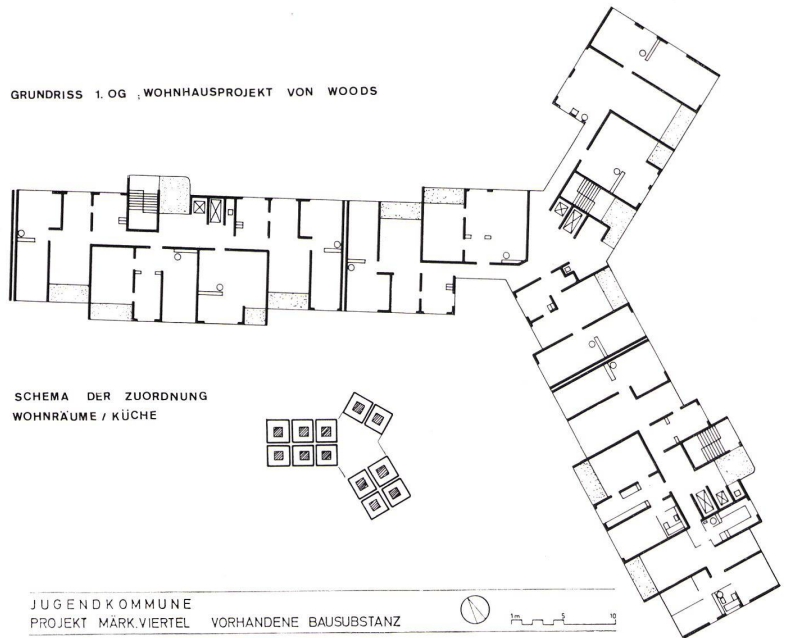 GRUNDRISS 1. OG ; WOHNHAUSPROJEKT VON WOODS
SCHEMA DER ZUORDNUNG
WOHNRÄUME / KÜCHE
JUGENDKOMMUNE
PROJEKT MÄRK. VIERTEL VORHANDENE BAUSUBSTANZ
1m 5 10